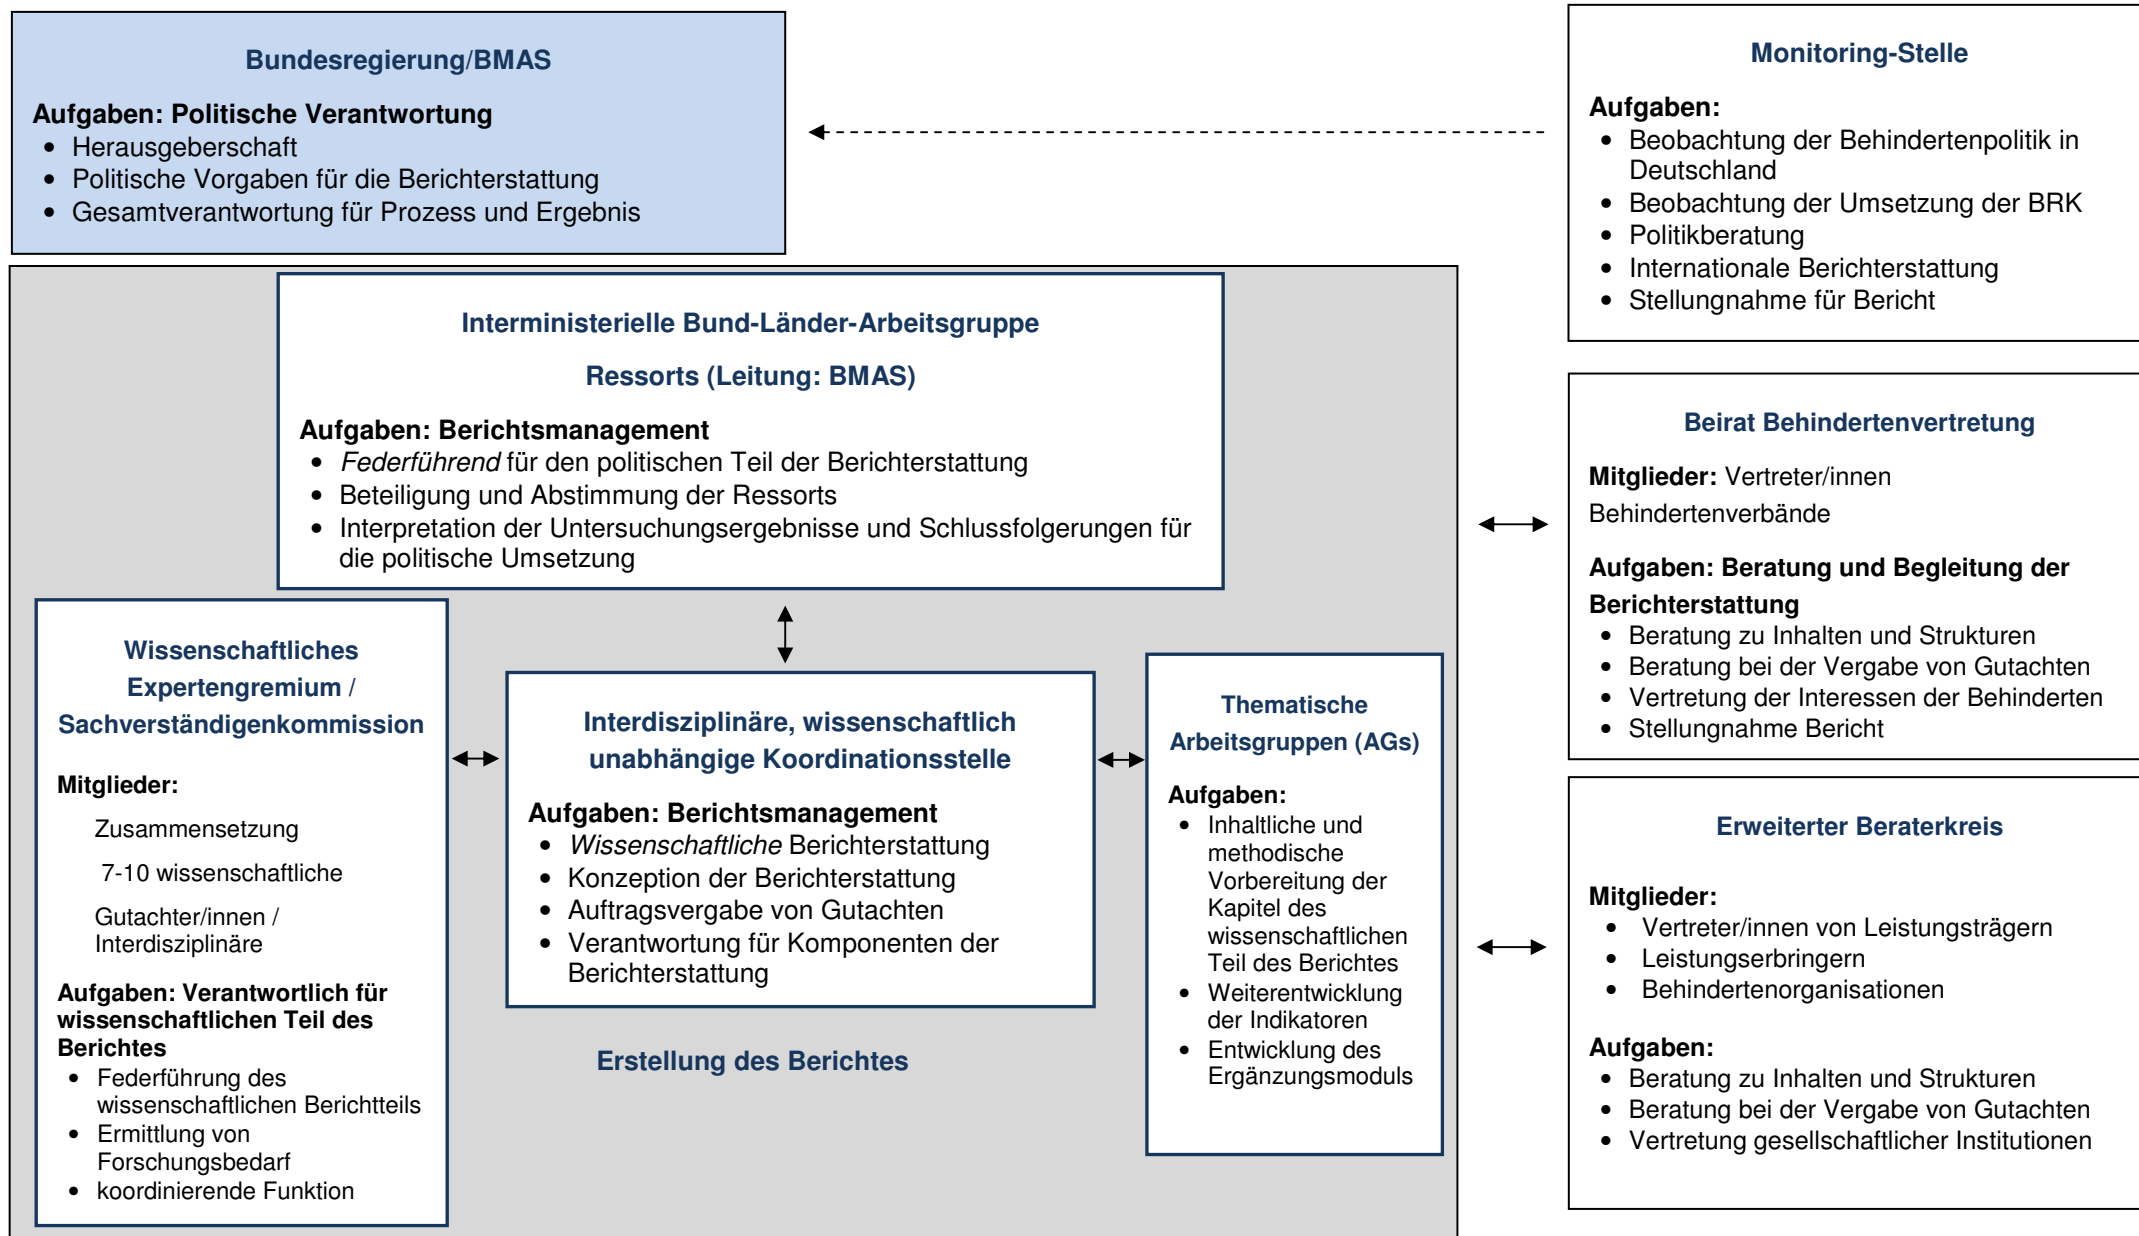 Bundesregierung/BMAS
Aufgaben: Politische Verantwortung
• Herausgeberschaft
• Politische Vorgaben für die Berichterstattung
• Gesamtverantwortung für Prozess und Ergebnis
Monitoring-Stelle
Aufgaben:
• Beobachtung der Behindertenpolitik in
Deutschland
• Beobachtung der Umsetzung der BRK
• Politikberatung
• Internationale Berichterstattung
• Stellungnahme für Bericht
Interministerielle Bund-Länder-Arbeitsgruppe
Ressorts (Leitung: BMAS)
Aufgaben: Berichtsmanagement
• Federführend für den politischen Teil der Berichterstattung
• Beteiligung und Abstimmung der Ressorts
• Interpretation der Untersuchungsergebnisse und Schlussfolgerungen für
die politische Umsetzung
Beirat Behindertenvertretung
Mitglieder: Vertreter/innen
Behindertenverbände
Aufgaben: Beratung und Begleitung der
Berichterstattung
• Beratung zu Inhalten und Strukturen
• Beratung bei der Vergabe von Gutachten
• Vertretung der Interessen der Behinderten
• Stellungnahme Bericht
Wissenschaftliches
Expertengremium /
Sachverständigenkommission
Mitglieder:
Zusammensetzung
7-10 wissenschaftliche
Gutachter/innen /
Interdisziplinäre
Aufgaben: Verantwortlich für
wissenschaftlichen Teil des
Berichtes
• Federführung des
wissenschaftlichen Berichtteils
• Ermittlung von
Forschungsbedarf
• koordinierende Funktion
Interdisziplinäre, wissenschaftlich
unabhängige Koordinationsstelle
Aufgaben: Berichtsmanagement
• Wissenschaftliche Berichterstattung
• Konzeption der Berichterstattung
• Auftragsvergabe von Gutachten
• Verantwortung für Komponenten der
Berichterstattung
Erstellung des Berichtes
Thematische
Arbeitsgruppen (AGs)
Aufgaben:
• Inhaltliche und
methodische
Vorbereitung der
Kapitel des
wissenschaftlichen
Teil des Berichtes
• Weiterentwicklung
der Indikatoren
• Entwicklung des
Ergänzungsmoduls
Erweiterter Beraterkreis
Mitglieder:
• Vertreter/innen von Leistungsträgern
• Leistungserbringern
• Behindertenorganisationen
Aufgaben:
• Beratung zu Inhalten und Strukturen
• Beratung bei der Vergabe von Gutachten
• Vertretung gesellschaftlicher Institutionen